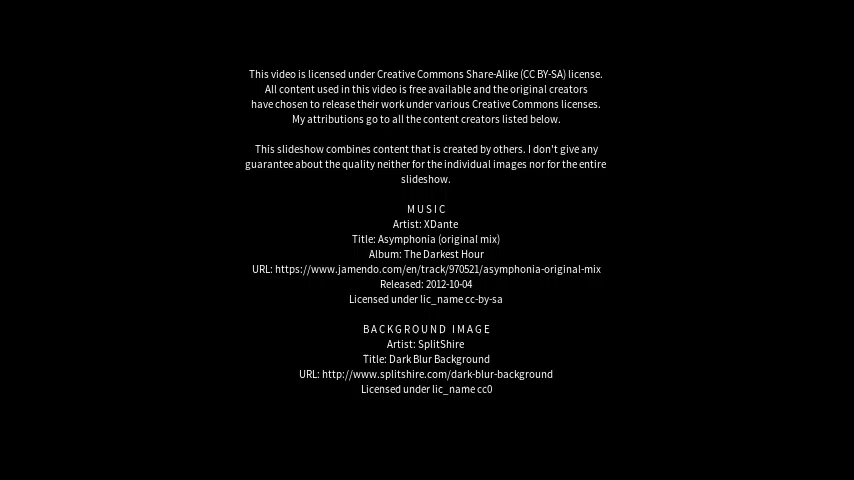 This video is licensed under Creative Commons Share-Alike (CC BY-SA) license.
All content used in this video is free available and the original creators
have chosen to release their work under various Creative Commons licenses.
My attributions go to all the content creators listed below.
This slideshow combines content that is created by others. I don't give any
guarantee about the quality neither for the individual images nor for the entire
slideshow.
MUSIC
Artist: XDante
Title: Asymphonia (original mix)
Album: The Darkest Hour
URL: https://www.jamendo.com/en/track/970521/asymphonia-original-mix
Released: 2012-10-04
Licensed under lic_name cc-by-sa
BACKGROUND IMAGE
Artist: SplitShire
Title: Dark Blur Background
URL: http://www.splitshire.com/dark-blur-background
Licensed under lic_name cc0